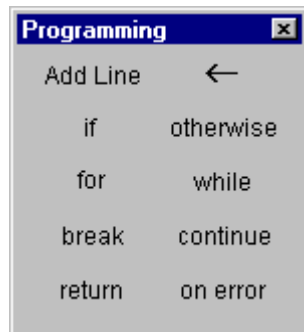 Programming
Add Line ←
if otherwise
for while
break continue
return on error